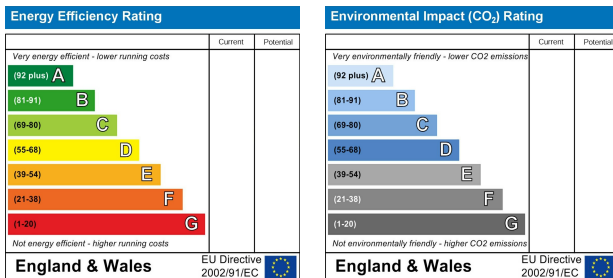 Energy Efficiency Rating
Current Potential
Very energy efficient - lower running costs
(92 plus) A
(81-91) B
(69-80) C
(55-68) D
(39-54) E
(21-38) F
(1-20) G
Not energy efficient - higher running costs
England & Wales
EU Directive
2002/91/EC
Environmental Impact (CO₂) Rating
Current Potential
Very environmentally friendly - lower CO2 emissions
(92 plus) A
(81-91) B
(69-80) C
(55-68) D
(39-54) E
(21-38) F
(1-20) G
Not environmentally friendly - higher CO2 emissions
England & Wales
EU Directive
2002/91/EC